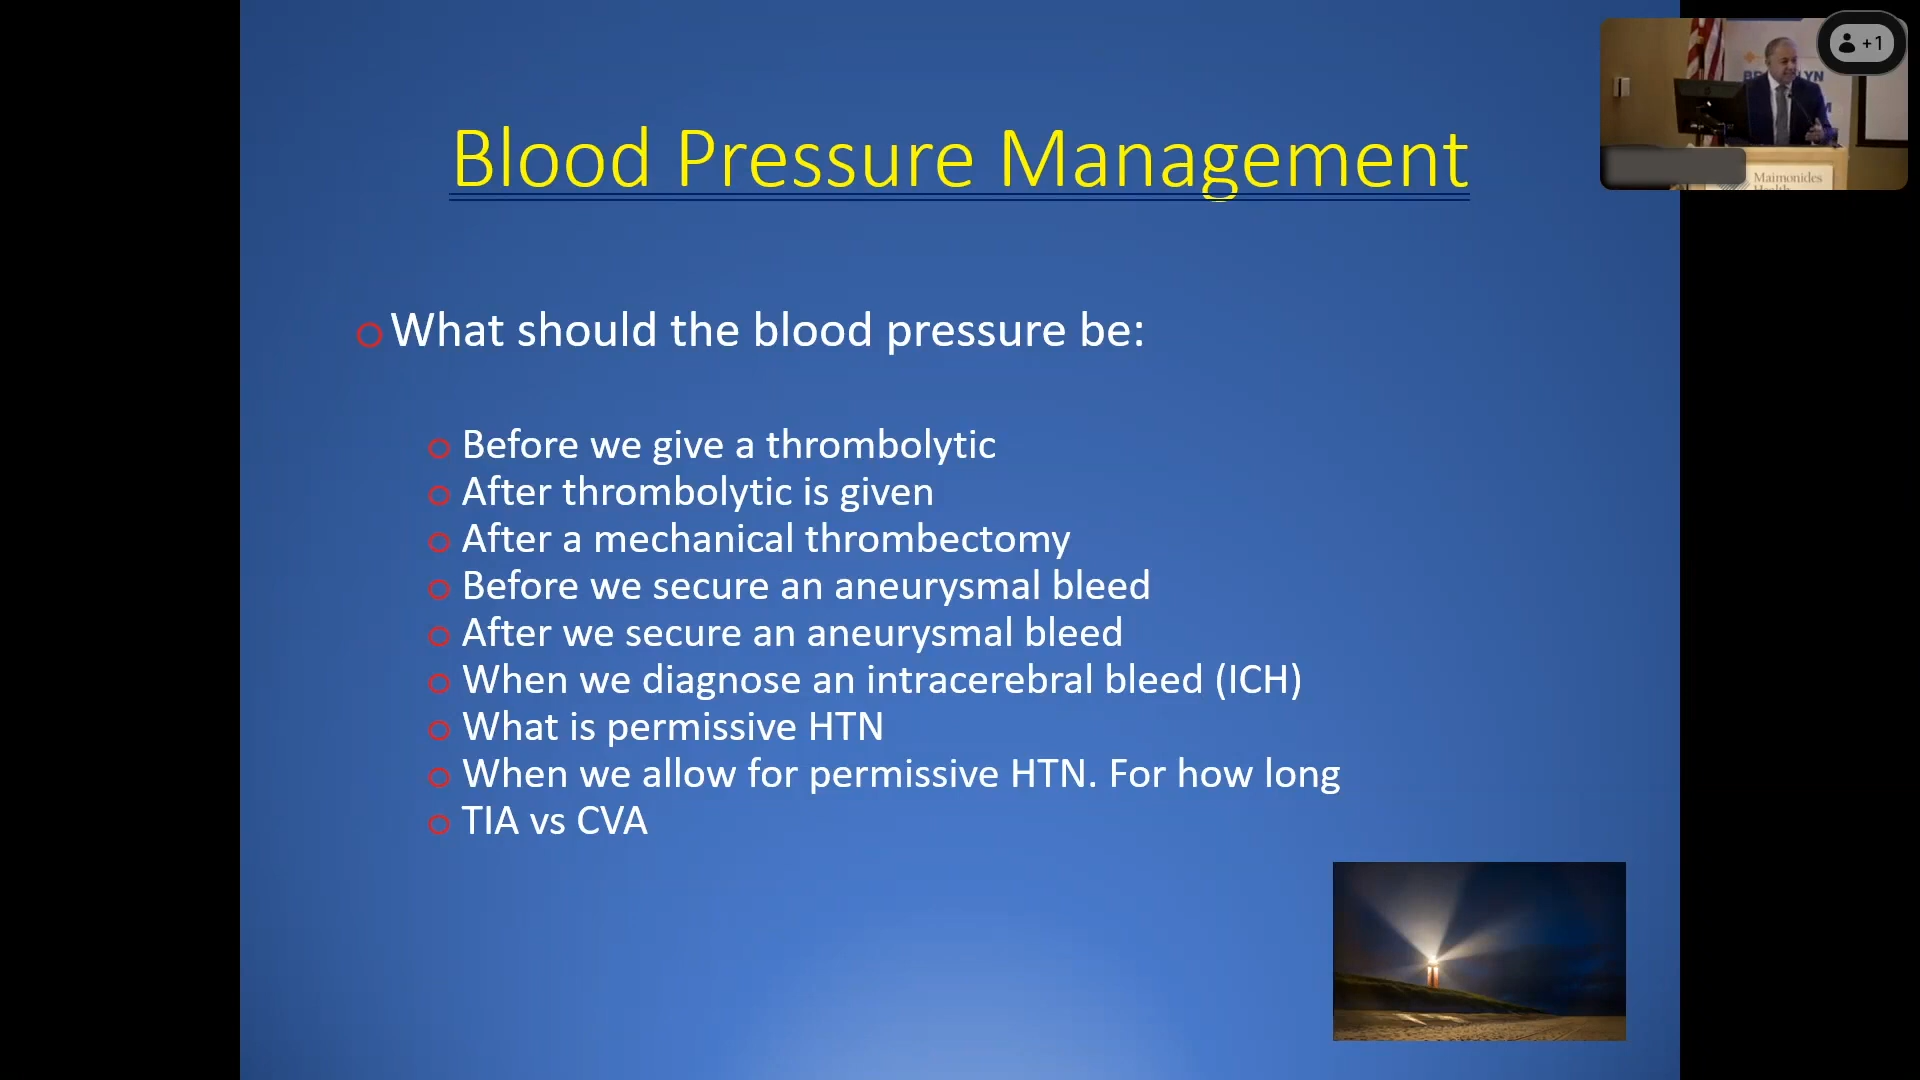 Blood Pressure Management
What should the blood pressure be:
Before we give a thrombolytic
After thrombolytic is given
After a mechanical thrombectomy
Before we secure an aneurysmal bleed
After we secure an aneurysmal bleed
When we diagnose an intracerebral bleed (ICH)
What is permissive HTN
When we allow for permissive HTN. For how long
TIA vs CVA
+1
Maimonides
Health